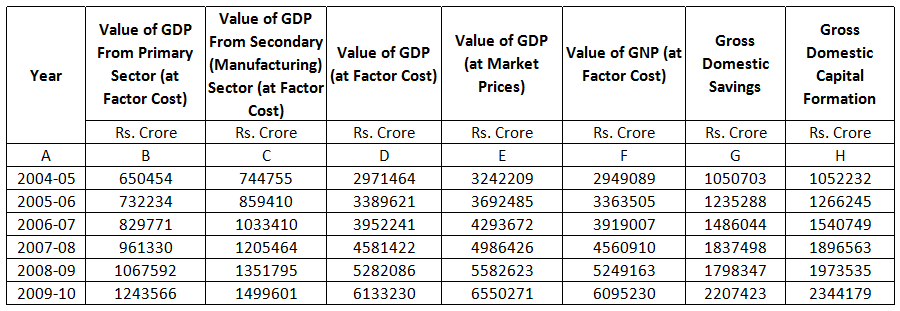 Year | Value of GDP From Primary Sector (at Factor Cost) | Value of GDP From Secondary (Manufacturing) Sector (at Factor Cost) | Value of GDP (at Factor Cost) | Value of GDP (at Market Prices) | Value of GNP (at Factor Cost) | Gross Domestic Savings | Gross Domestic Capital Formation
Rs. Crore | Rs. Crore | Rs. Crore | Rs. Crore | Rs. Crore | Rs. Crore | Rs. Crore
A | B | C | D | E | F | G | H
2004-05 | 650454 | 744755 | 2971464 | 3242209 | 2949089 | 1050703 | 1052232
2005-06 | 732234 | 859410 | 3389621 | 3692485 | 3363505 | 1235288 | 1266245
2006-07 | 829771 | 1033410 | 3952241 | 4293672 | 3919007 | 1486044 | 1540749
2007-08 | 961330 | 1205464 | 4581422 | 4986426 | 4560910 | 1837498 | 1896563
2008-09 | 1067592 | 1351795 | 5282086 | 5582623 | 5249163 | 1798347 | 1973535
2009-10 | 1243566 | 1499601 | 6133230 | 6550271 | 6095230 | 2207423 | 2344179